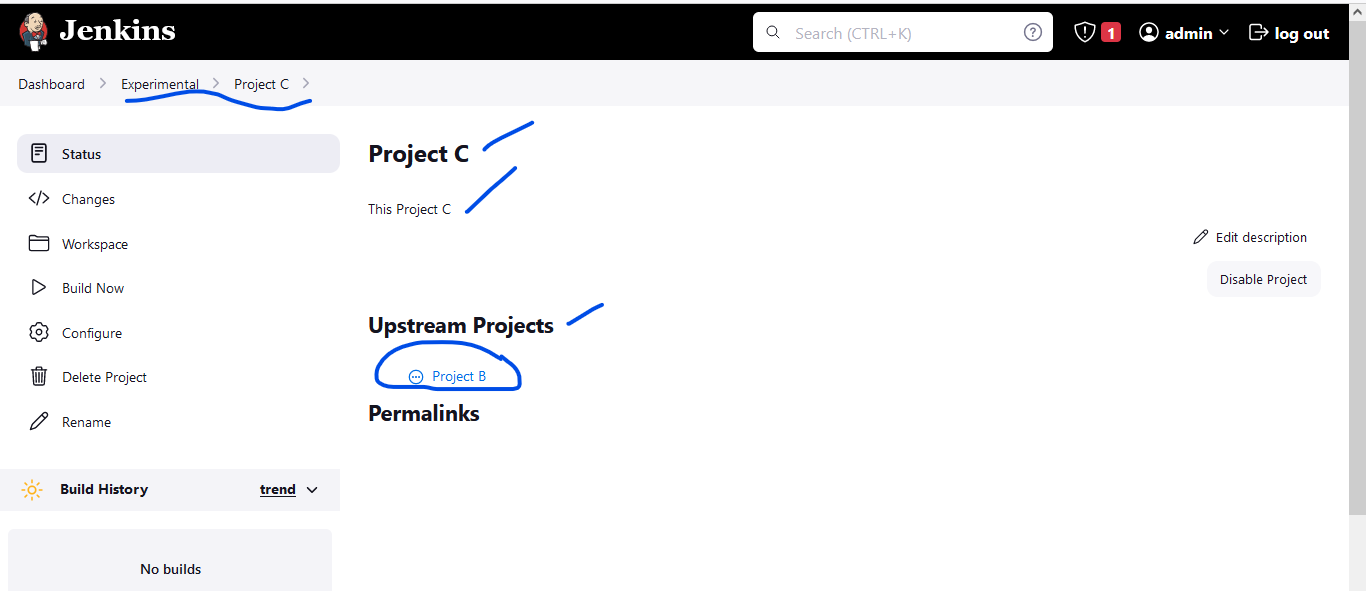 Jenkins
Search (CTRL+K)
1
admin
log out
Dashboard
Experimental
Project C
Status
Changes
Workspace
Build Now
Configure
Delete Project
Rename
Build History
trend
No builds
Project C
This Project C
Edit description
Disable Project
Upstream Projects
Project B
Permalinks